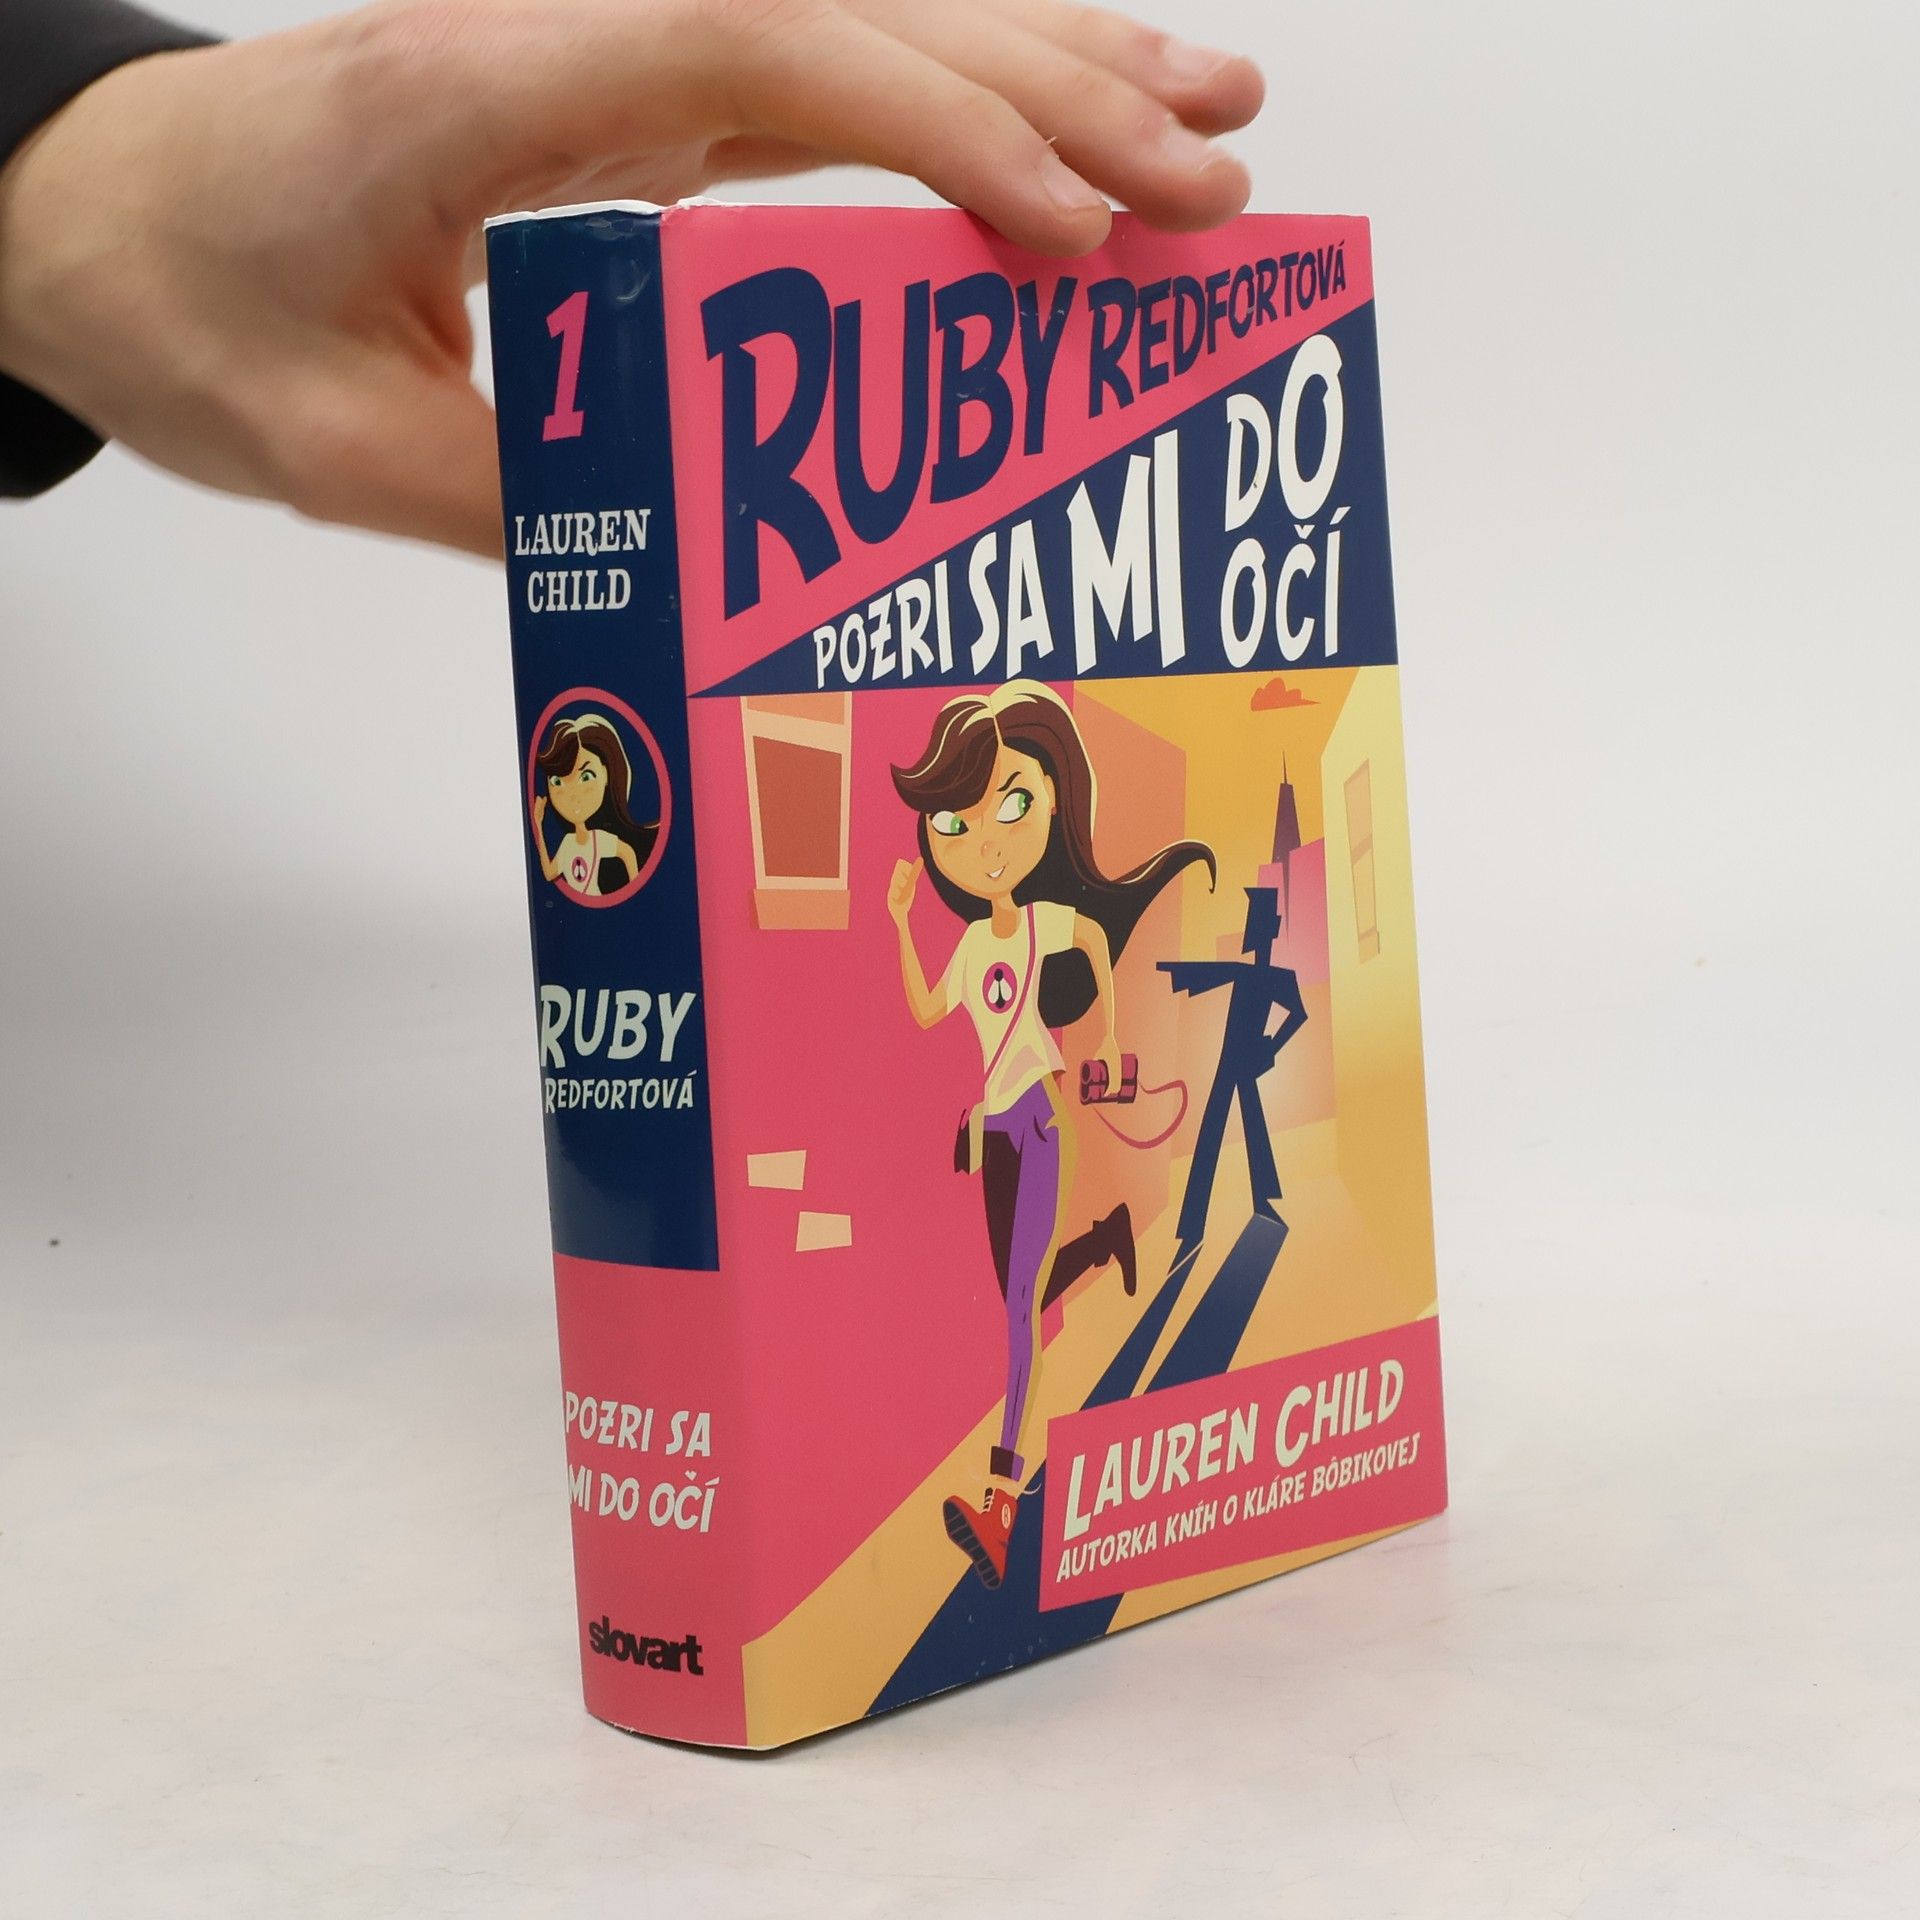 1
LAUREN
CHILD
RUBY
REDFORTOVÁ
POZRI SA
MI DO OČÍ
slovart
RUBY REDFORTOVÁ
POZRI SA MI DO
OČÍ
LAUREN CHILD
AUTORKA KNÍH O KLÁRE BÔBIKOVEJ